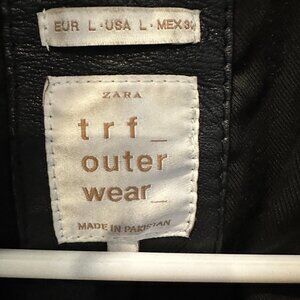 EUR L · USA L · MEX 30
ZARA
trf_
outer
wear_
MADE IN PAKISTAN